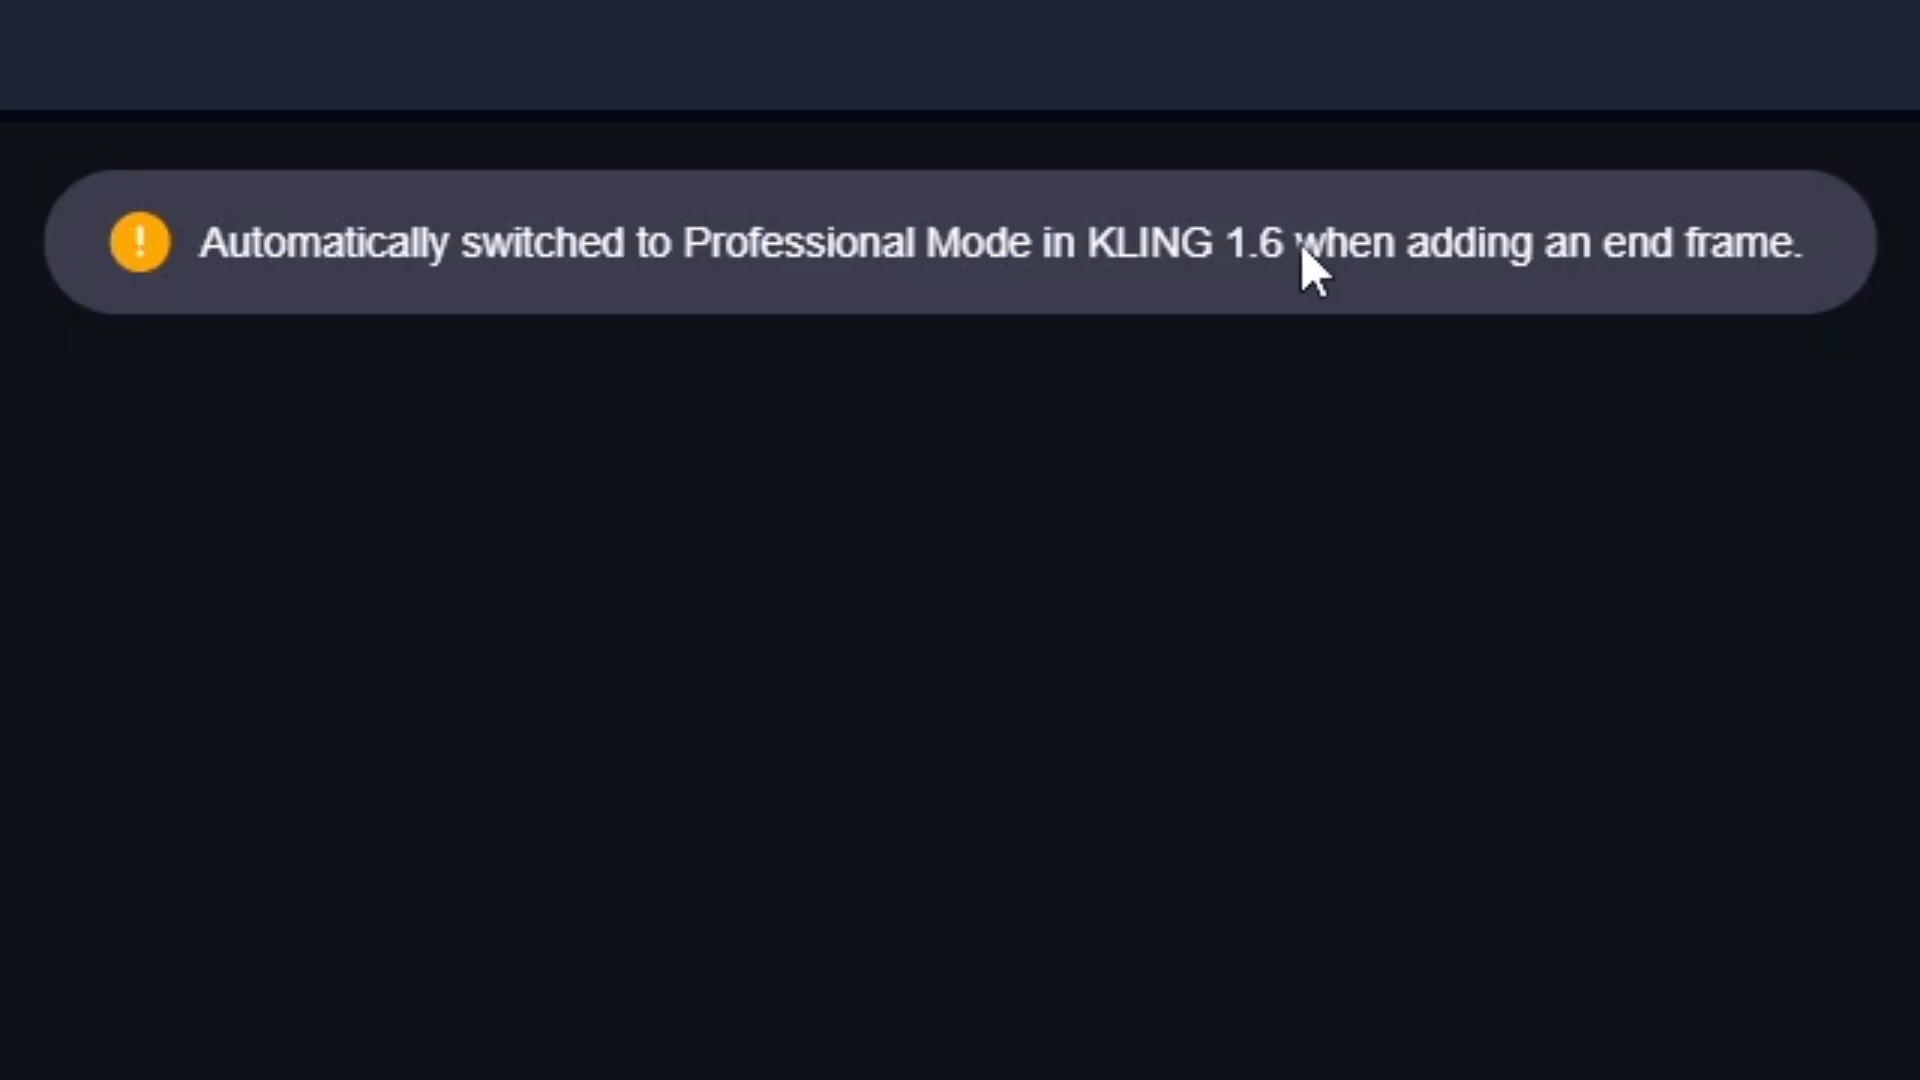 Automatically switched to Professional Mode in KLING 1.6 when adding an end frame.